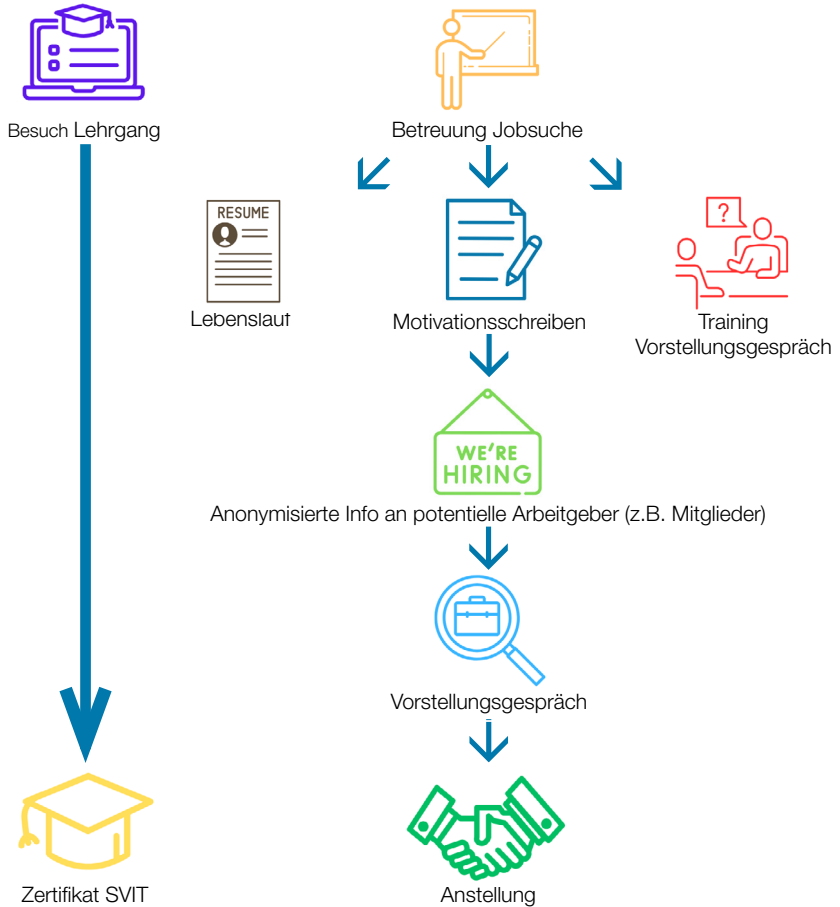 Besuch Lehrgang
Betreuung Jobsuche
RESUME
Lebenslauf
Motivationsschreiben
?
Training
Vorstellungsgespräch
WE'RE
HIRING
Anonymisierte Info an potentielle Arbeitgeber (z.B. Mitglieder)
Vorstellungsgespräch
Zertifikat SVIT
Anstellung